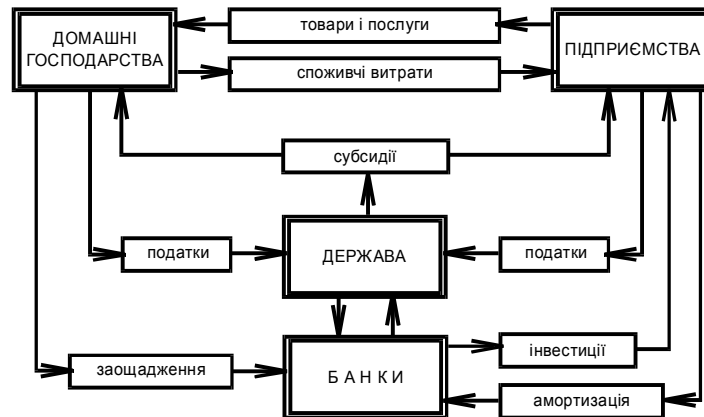 товари і послуги
ДОМАШНІ
ГОСПОДАРСТВА
ПІДПРИЄМСТВА
споживчі витрати
субсидії
податки
ДЕРЖАВА
податки
заощадження
Б А Н К И
інвестиції
амортизація